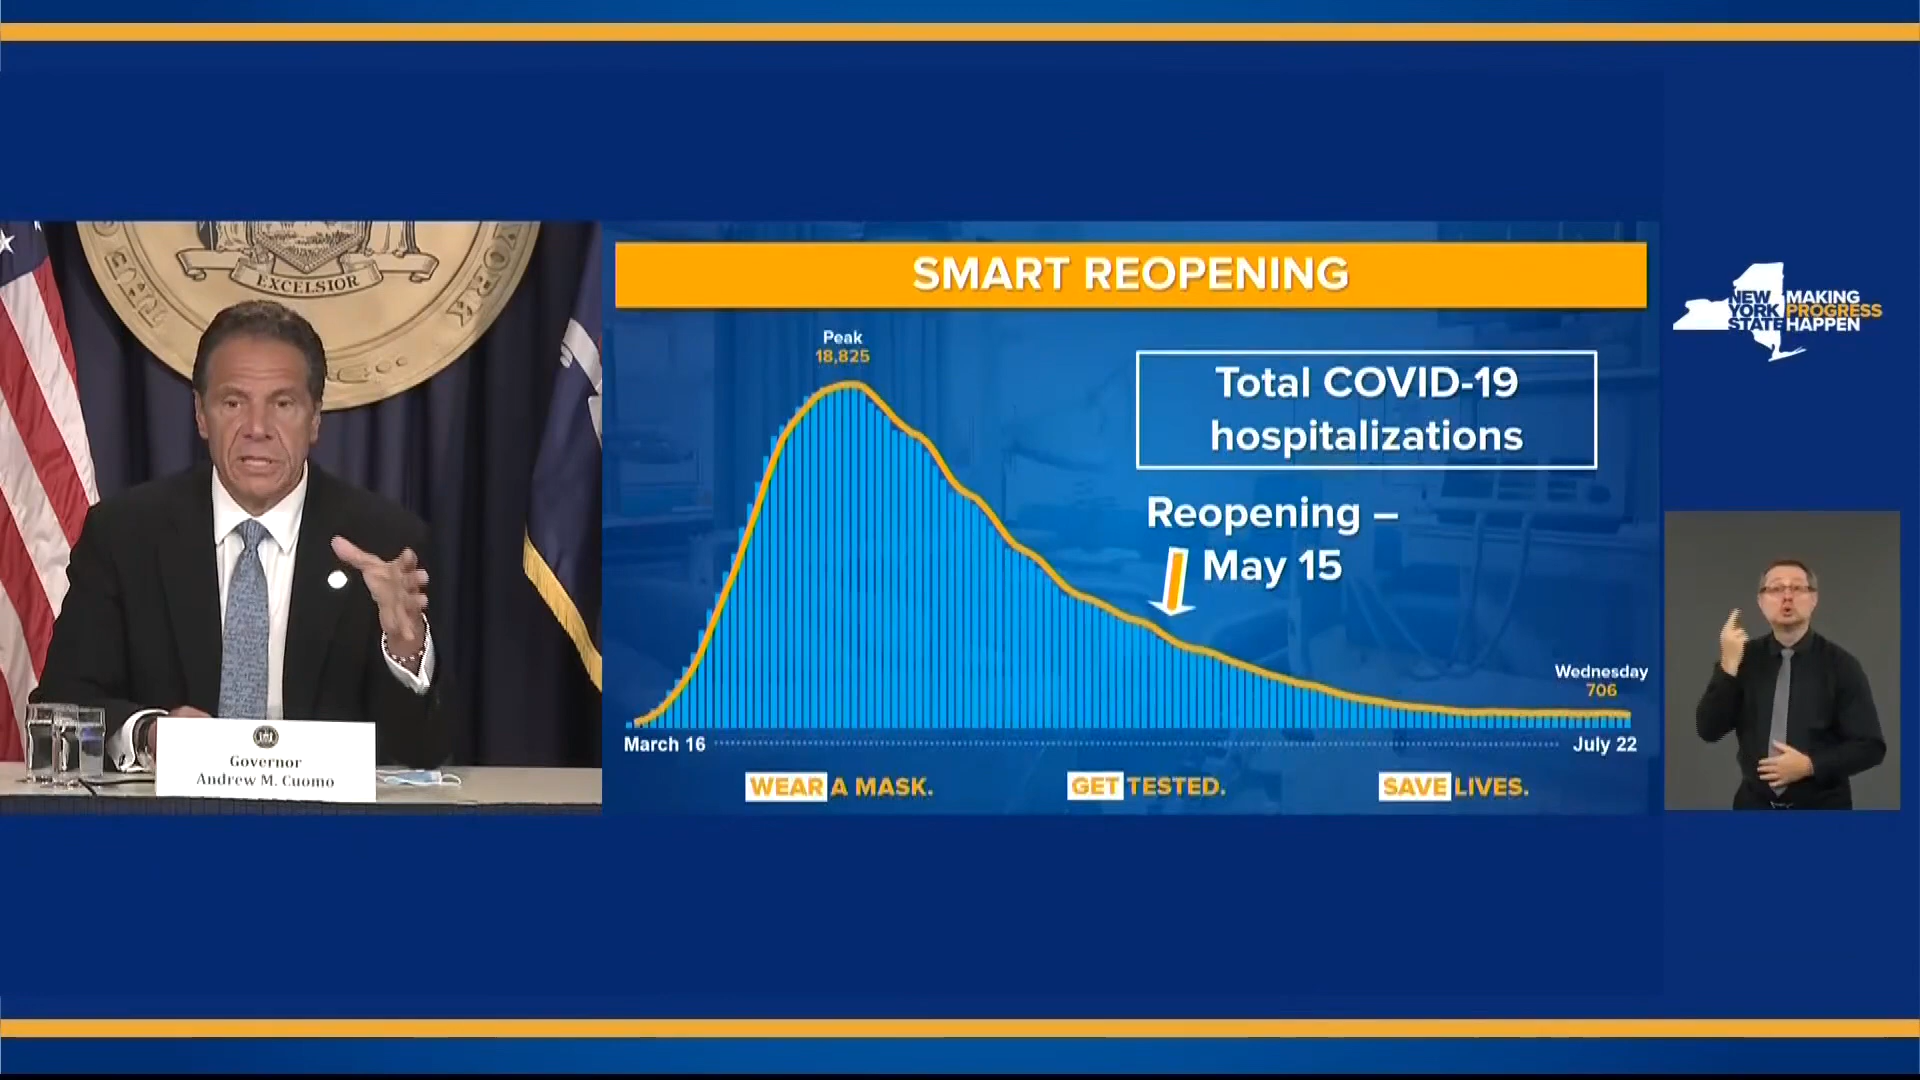 EXCELSIOR
Governor
Andrew M. Cuomo
SMART REOPENING
Peak
18,825
Total COVID-19
hospitalizations
Reopening –
May 15
Wednesday
706
March 16
July 22
WEAR A MASK.
GET TESTED.
SAVE LIVES.
NEW YORK STATE
MAKING
PROGRESS
HAPPEN